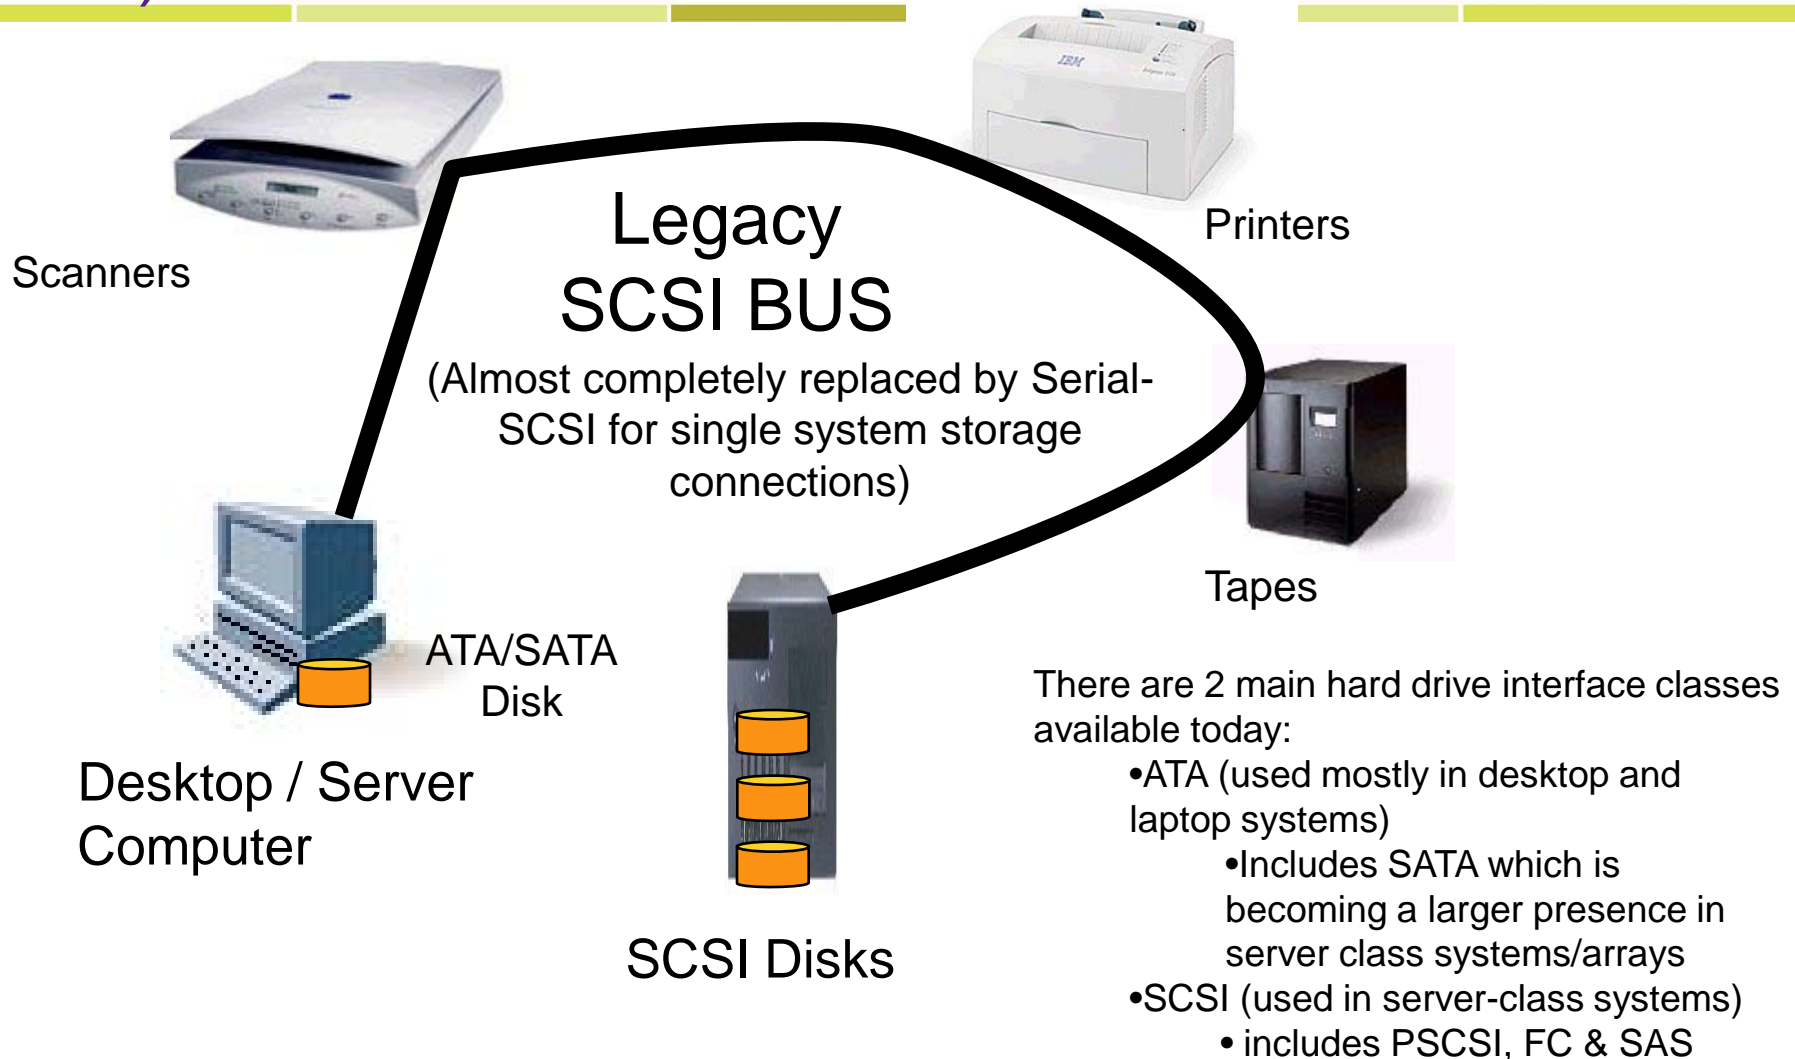 IBM
Scanners
Printers
Legacy
SCSI BUS
(Almost completely replaced by Serial-
SCSI for single system storage
connections)
Tapes
ATA/SATA
Disk
Desktop / Server
Computer
SCSI Disks
There are 2 main hard drive interface classes
available today:
•ATA (used mostly in desktop and
laptop systems)
•Includes SATA which is
becoming a larger presence in
server class systems/arrays
•SCSI (used in server-class systems)
• includes PSCSI, FC & SAS